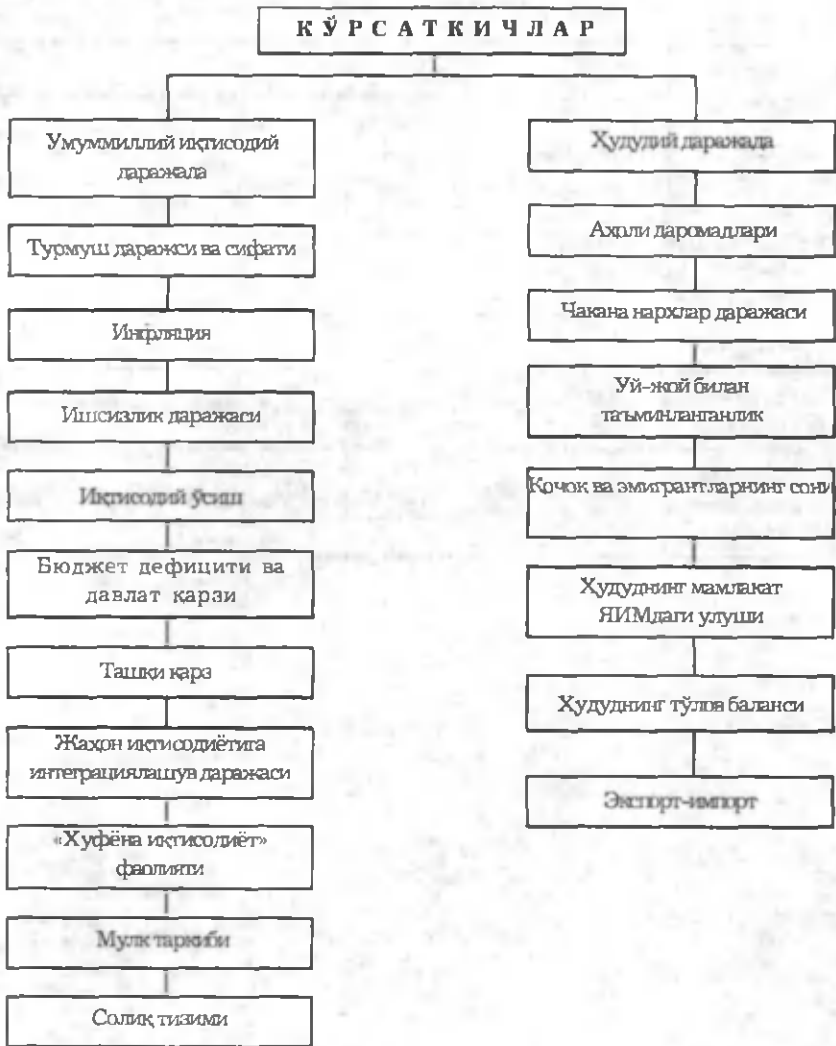 КЎРСАТКИЧЛАР
Умуммиллий иқтисодий
даражада
Турмуш даражси ва сифати
Инфляция
Ишсизлик даражаси
Иқтисодий ўсиш
Бюджет дефицити ва
давлат қарзи
Ташқи қарз
Жаҳон иқтисодиётига
интеграциялашув даражаси
«Хуфёна иқтисодиёт»
фаолияти
Мулк таркиби
Солиқ тизими
Ҳудудий даражада
Аҳоли даромадлари
Чакана нархлар даражаси
Уй-жой билан
таъминланганлик
Қочоқ ва эмигрантларнинг сони
Ҳудуднинг мамлакат
ЯИМдаги улуши
Ҳудуднинг тўлов баланси
Экспорт-импорт